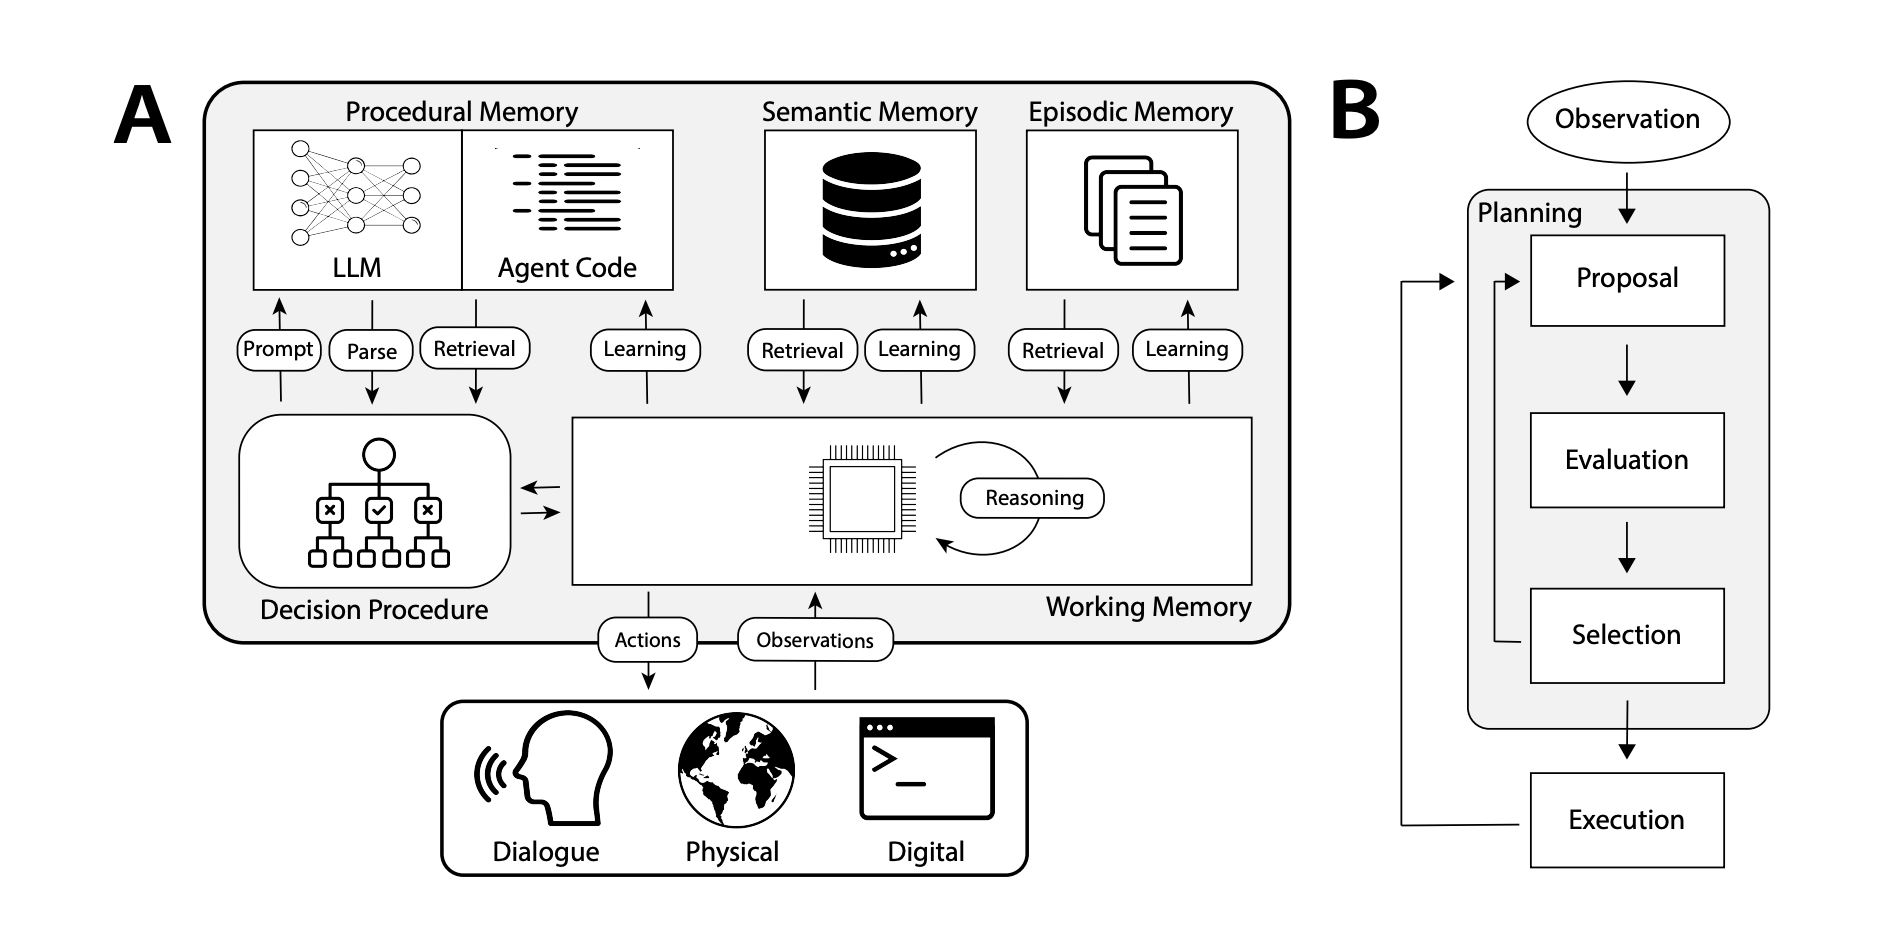 A
Procedural Memory
Semantic Memory
Episodic Memory
LLM
Agent Code
Prompt
Parse
Retrieval
Learning
Retrieval
Learning
Retrieval
Learning
Reasoning
Decision Procedure
Working Memory
Actions
Observations
>_
Dialogue
Physical
Digital
B
Observation
Planning
Proposal
Evaluation
Selection
Execution